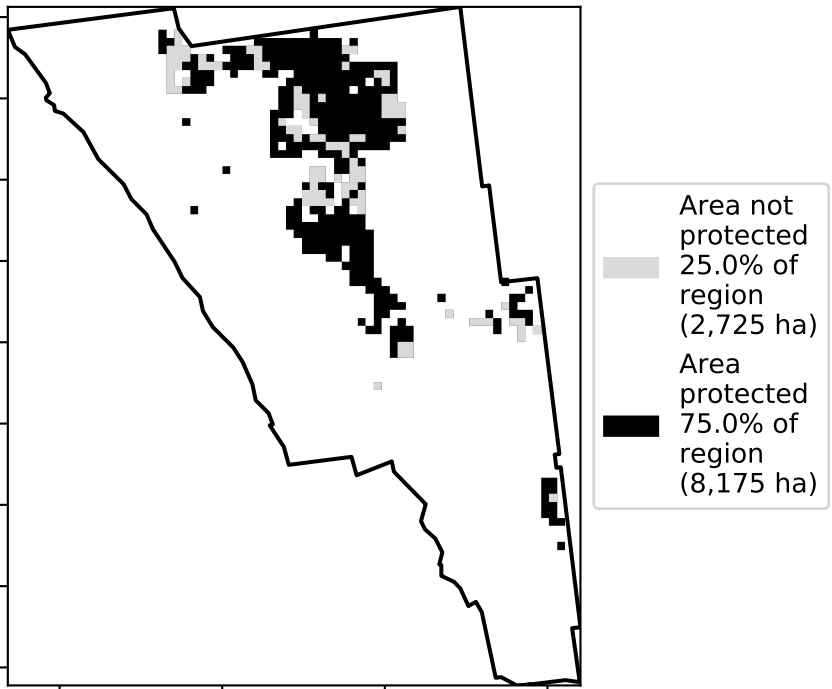 Area not
protected
25.0% of
region
(2,725 ha)
Area
protected
75.0% of
region
(8,175 ha)